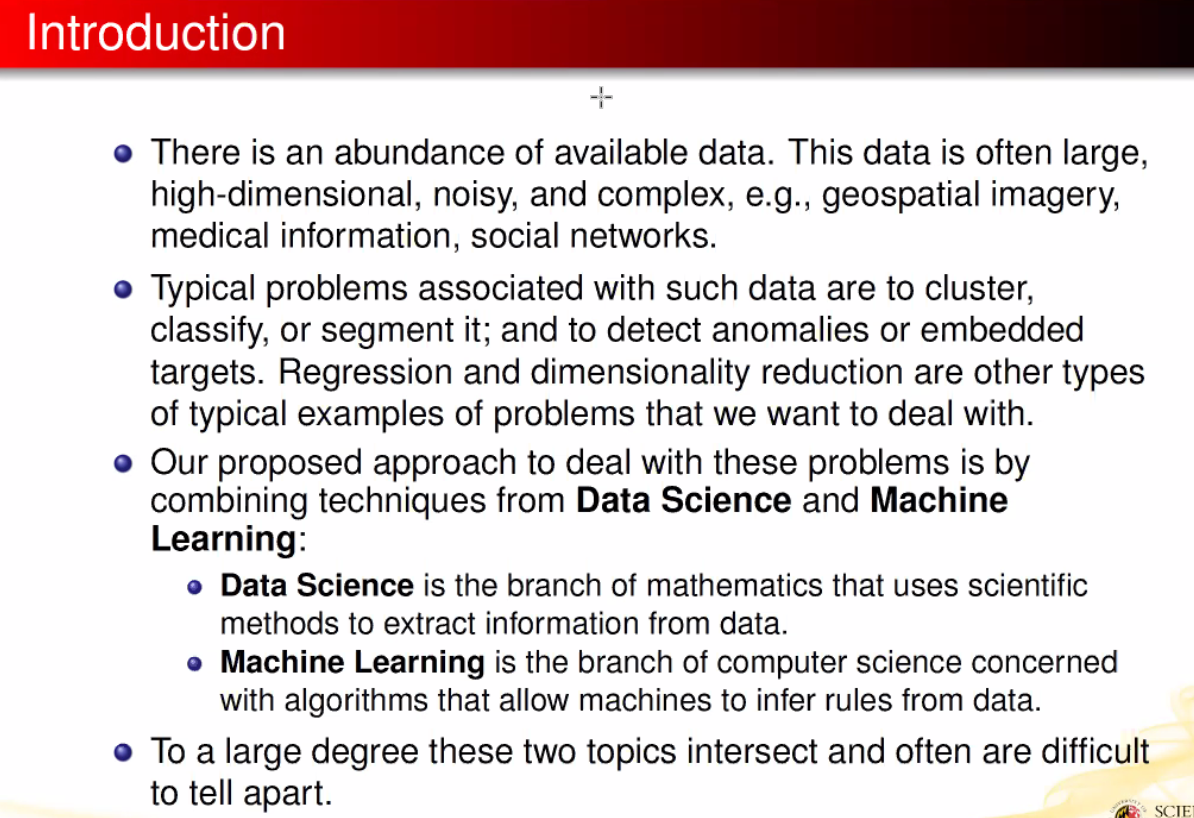 Introduction
There is an abundance of available data. This data is often large,
high-dimensional, noisy, and complex, e.g., geospatial imagery,
medical information, social networks.
Typical problems associated with such data are to cluster,
classify, or segment it; and to detect anomalies or embedded
targets. Regression and dimensionality reduction are other types
of typical examples of problems that we want to deal with.
Our proposed approach to deal with these problems is by
combining techniques from Data Science and Machine
Learning:
Data Science is the branch of mathematics that uses scientific
methods to extract information from data.
Machine Learning is the branch of computer science concerned
with algorithms that allow machines to infer rules from data.
To a large degree these two topics intersect and often are difficult
to tell apart.
SCIE